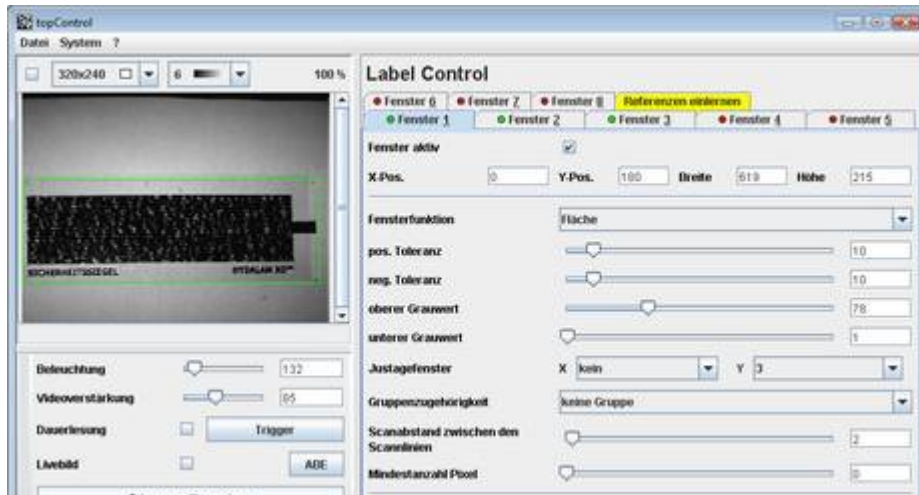 topControl
Datei System ?
320x240 6 100 %
SICHERHEITSSIEGEL
Beleuchtung 132
Videoverstärkung 85
Dauerlesung Trigger
Livebild ABE
Label Control
Fenster 6 Fenster 7 Fenster 8 Referenzen einlernen
Fenster 1 Fenster 2 Fenster 3 Fenster 4 Fenster 5
Fenster aktiv
X-Pos. 0 Y-Pos. 180 Breite 619 Höhe 215
Fensterfunktion Fläche
pos. Toleranz 10
neg. Toleranz 10
oberer Grauwert 78
unterer Grauwert 1
Justagefenster X kein Y 3
Gruppenzugehörigkeit keine Gruppe
Scanabstand zwischen den
Scannlinien 2
Mindestanzahl Pixel 0